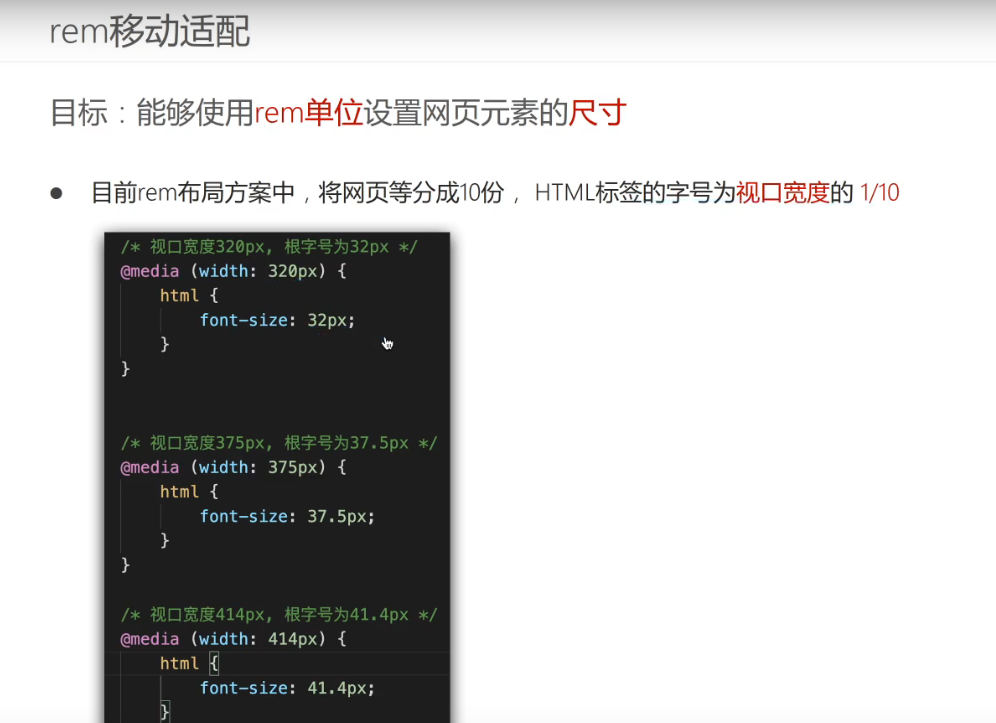 rem移动适配
目标：能够使用rem单位设置网页元素的尺寸
● 目前rem布局方案中，将网页等分成10份， HTML标签的字号为视口宽度的 1/10
/* 视口宽度320px, 根字号为32px */
@media (width: 320px) {
html {
font-size: 32px;
}
}
/* 视口宽度375px, 根字号为37.5px */
@media (width: 375px) {
html {
font-size: 37.5px;
}
}
/* 视口宽度414px, 根字号为41.4px */
@media (width: 414px) {
html {
font-size: 41.4px;
}